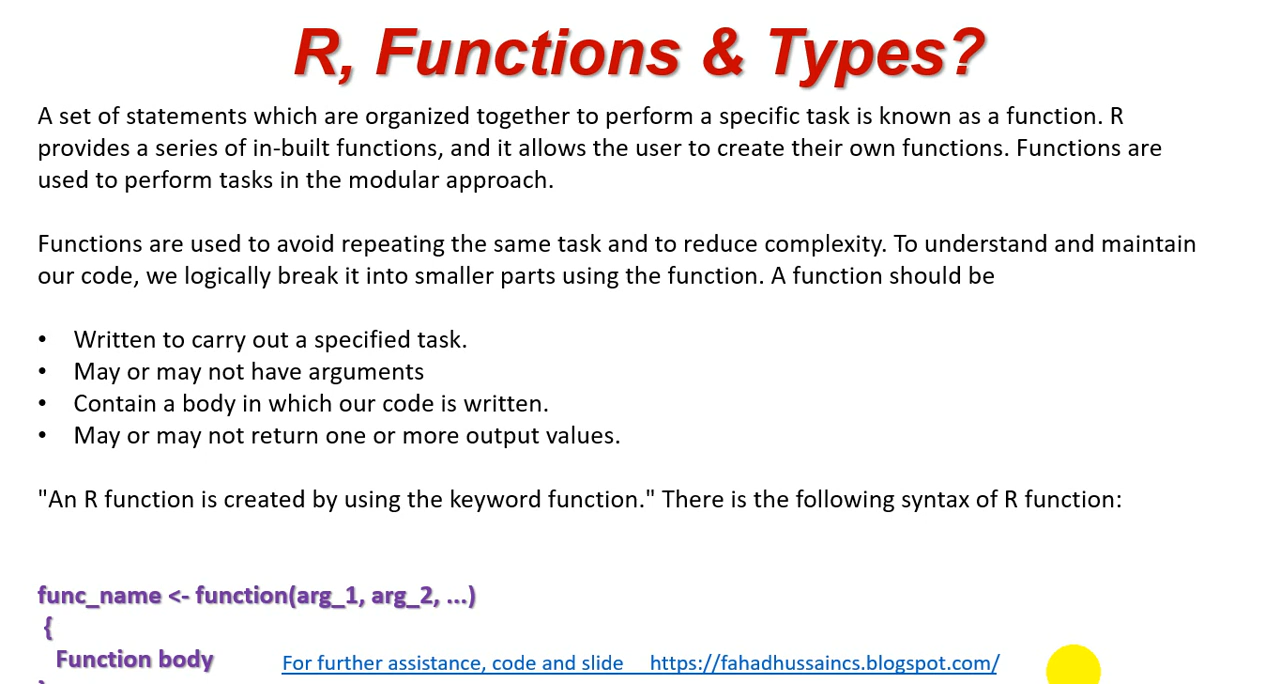 R, Functions & Types?
A set of statements which are organized together to perform a specific task is known as a function. R
provides a series of in-built functions, and it allows the user to create their own functions. Functions are
used to perform tasks in the modular approach.
Functions are used to avoid repeating the same task and to reduce complexity. To understand and maintain
our code, we logically break it into smaller parts using the function. A function should be
• Written to carry out a specified task.
• May or may not have arguments
• Contain a body in which our code is written.
• May or may not return one or more output values.
"An R function is created by using the keyword function." There is the following syntax of R function:
func_name <- function(arg_1, arg_2, ...)
{
Function body
For further assistance, code and slide https://fahadhussaincs.blogspot.com/